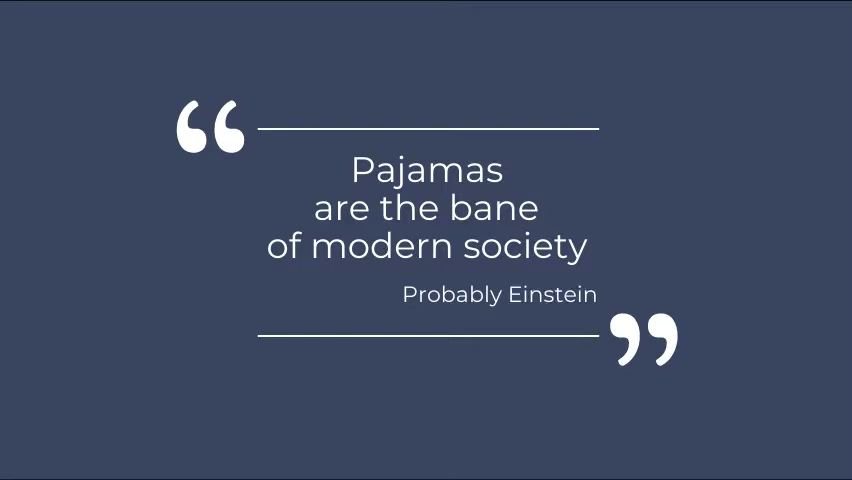 “
Pajamas
are the bane
of modern society
Probably Einstein
”